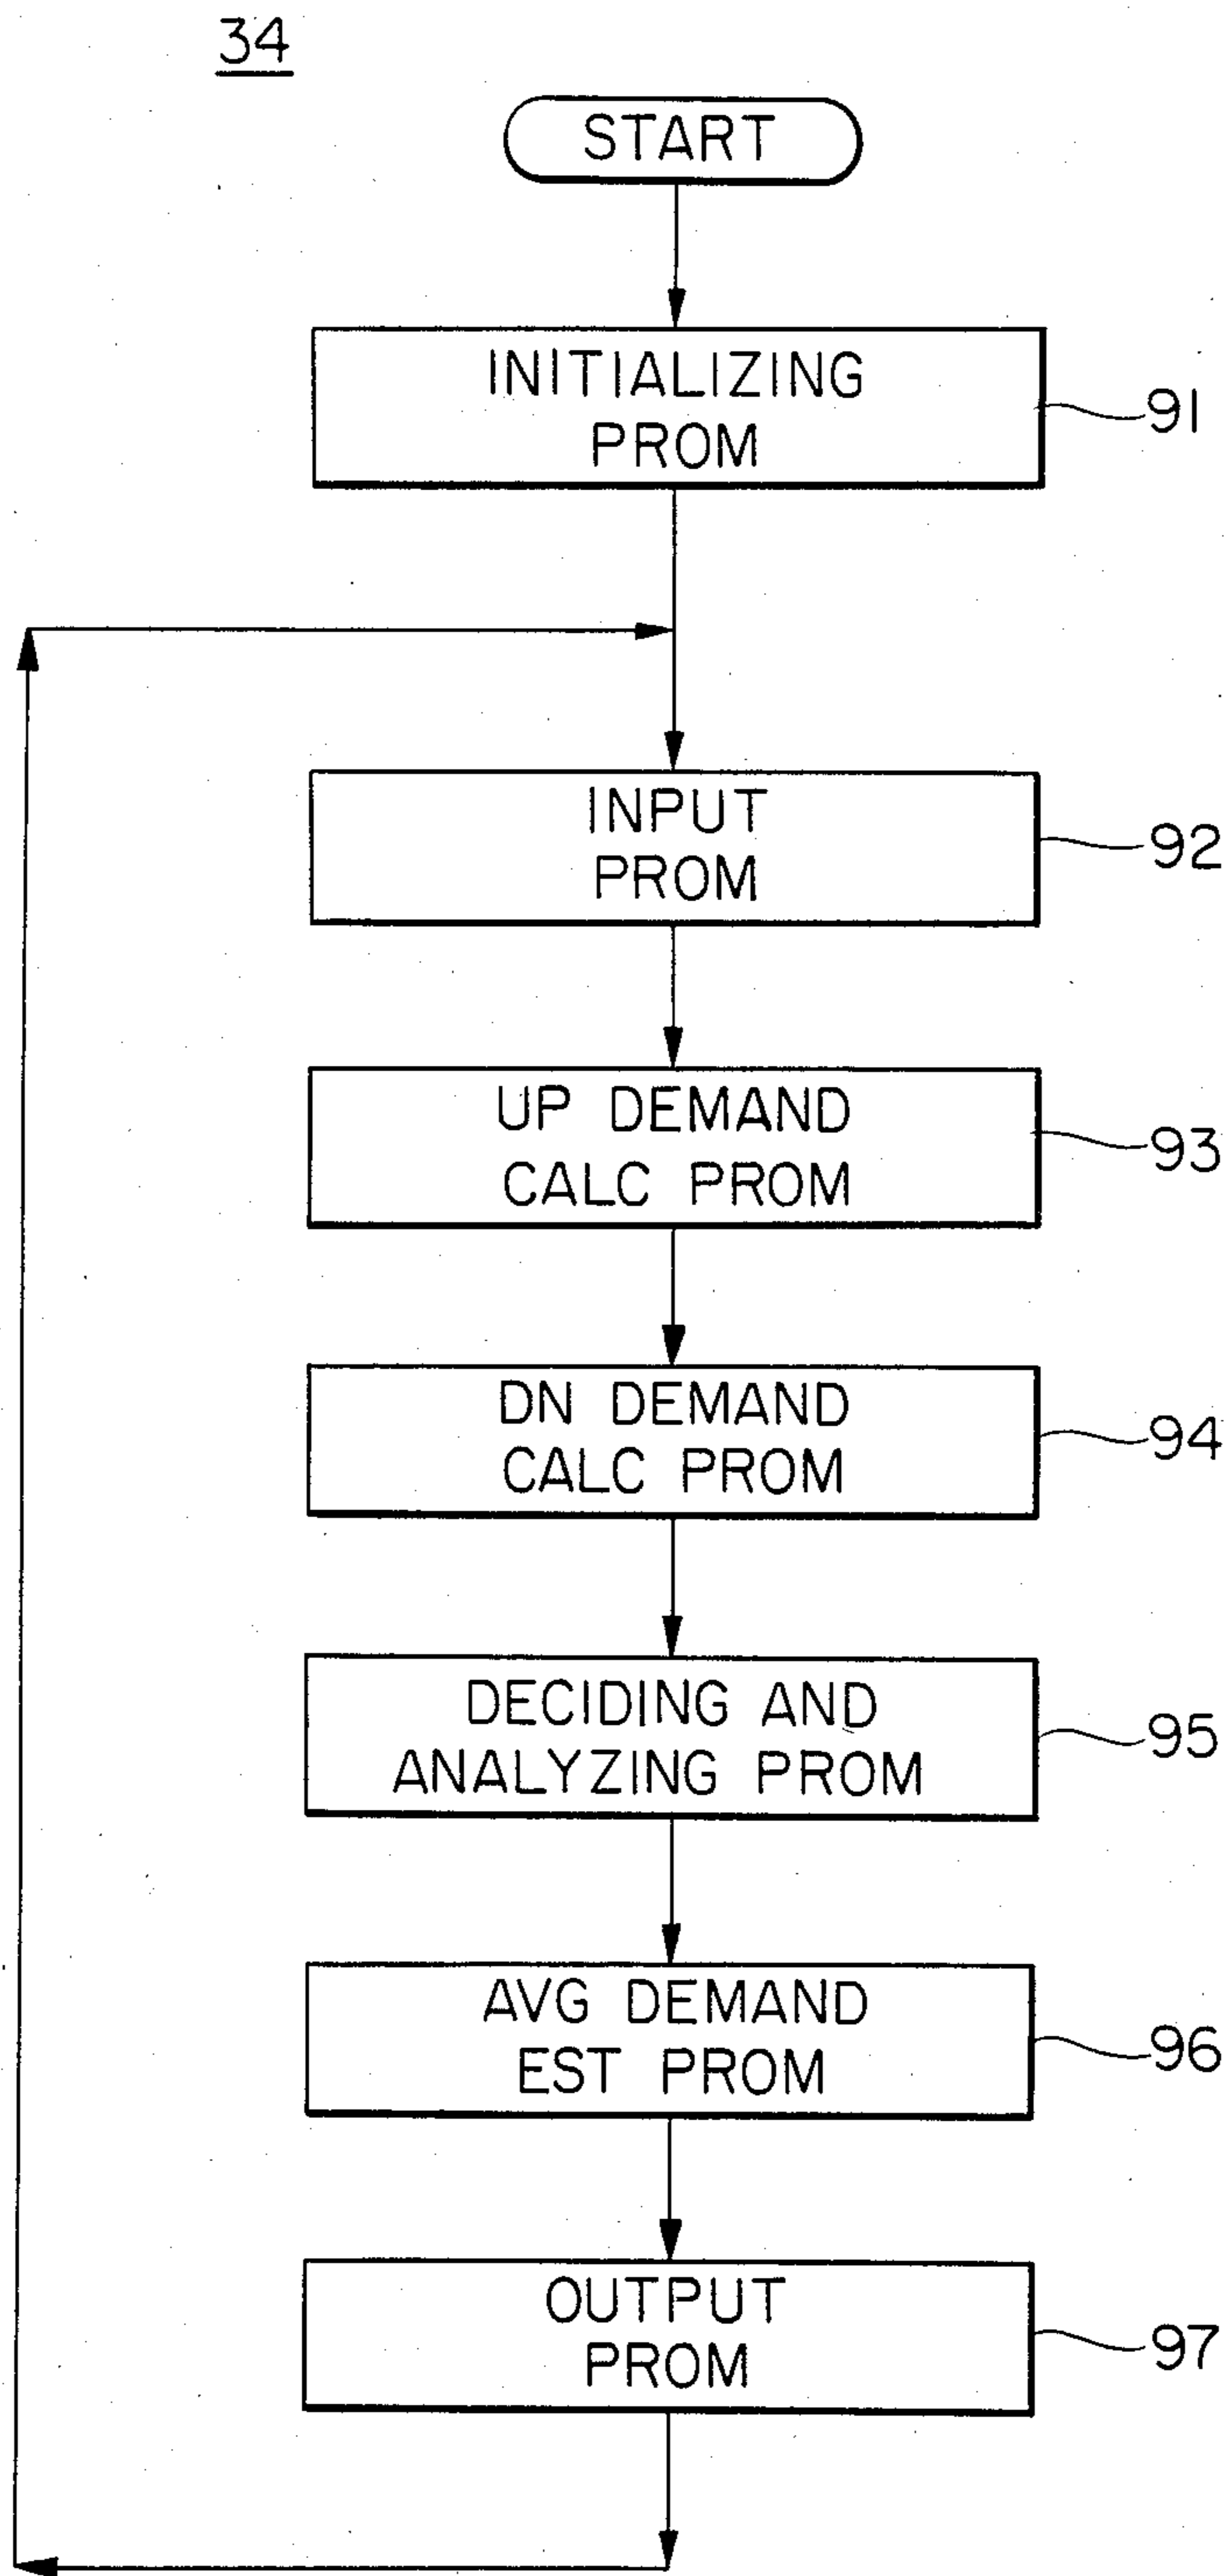 34
START
INITIALIZING
PROM
91
INPUT
PROM
92
UP DEMAND
CALC PROM
93
DN DEMAND
CALC PROM
94
DECIDING AND
ANALYZING PROM
95
AVG DEMAND
EST PROM
96
OUTPUT
PROM
97